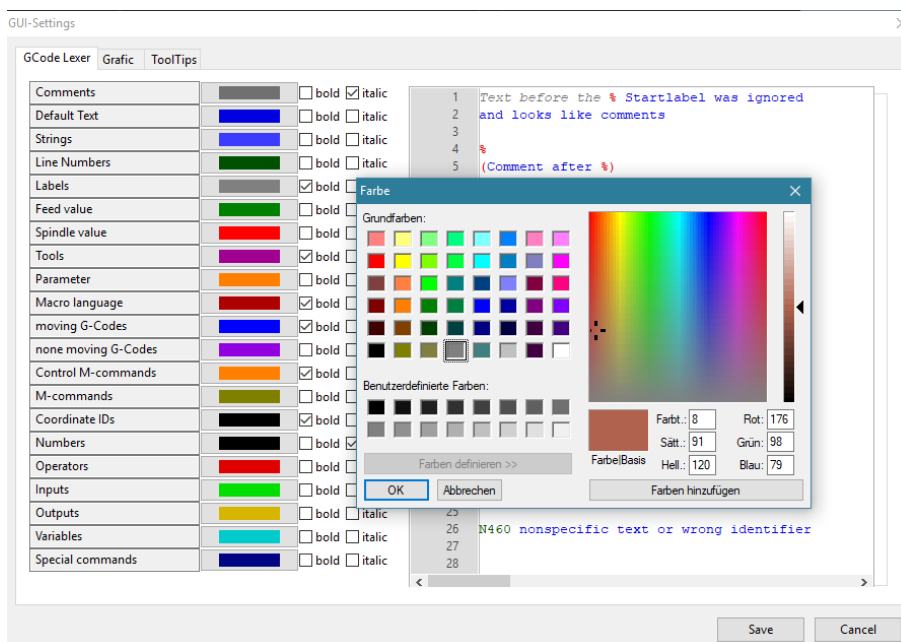 GUI-Settings
GCode Lexer Grafic ToolTips
Comments bold italic
Default Text bold italic
Strings bold italic
Line Numbers bold italic
Labels bold
Feed value bold
Spindle value bold
Tools bold
Parameter bold
Macro language bold
moving G-Codes bold
none moving G-Codes bold
Control M-commands bold
M-commands bold
Coordinate IDs bold
Numbers bold
Operators bold
Inputs bold
Outputs bold italic
Variables bold italic
Special commands bold italic
1 Text before the % Startlabel was ignored
2 and looks like comments
3
4 %
5 (Comment after %)
Farbe
Grundfarben:
Benutzerdefinierte Farben:
Farben definieren >>
OK Abbrechen
Farbe|Basis
Farbt.: 8 Rot: 176
Sätt.: 91 Grün: 98
Hell.: 120 Blau: 79
Farben hinzufügen
25
26 N460 nonspecific text or wrong identifier
27
28
Save Cancel